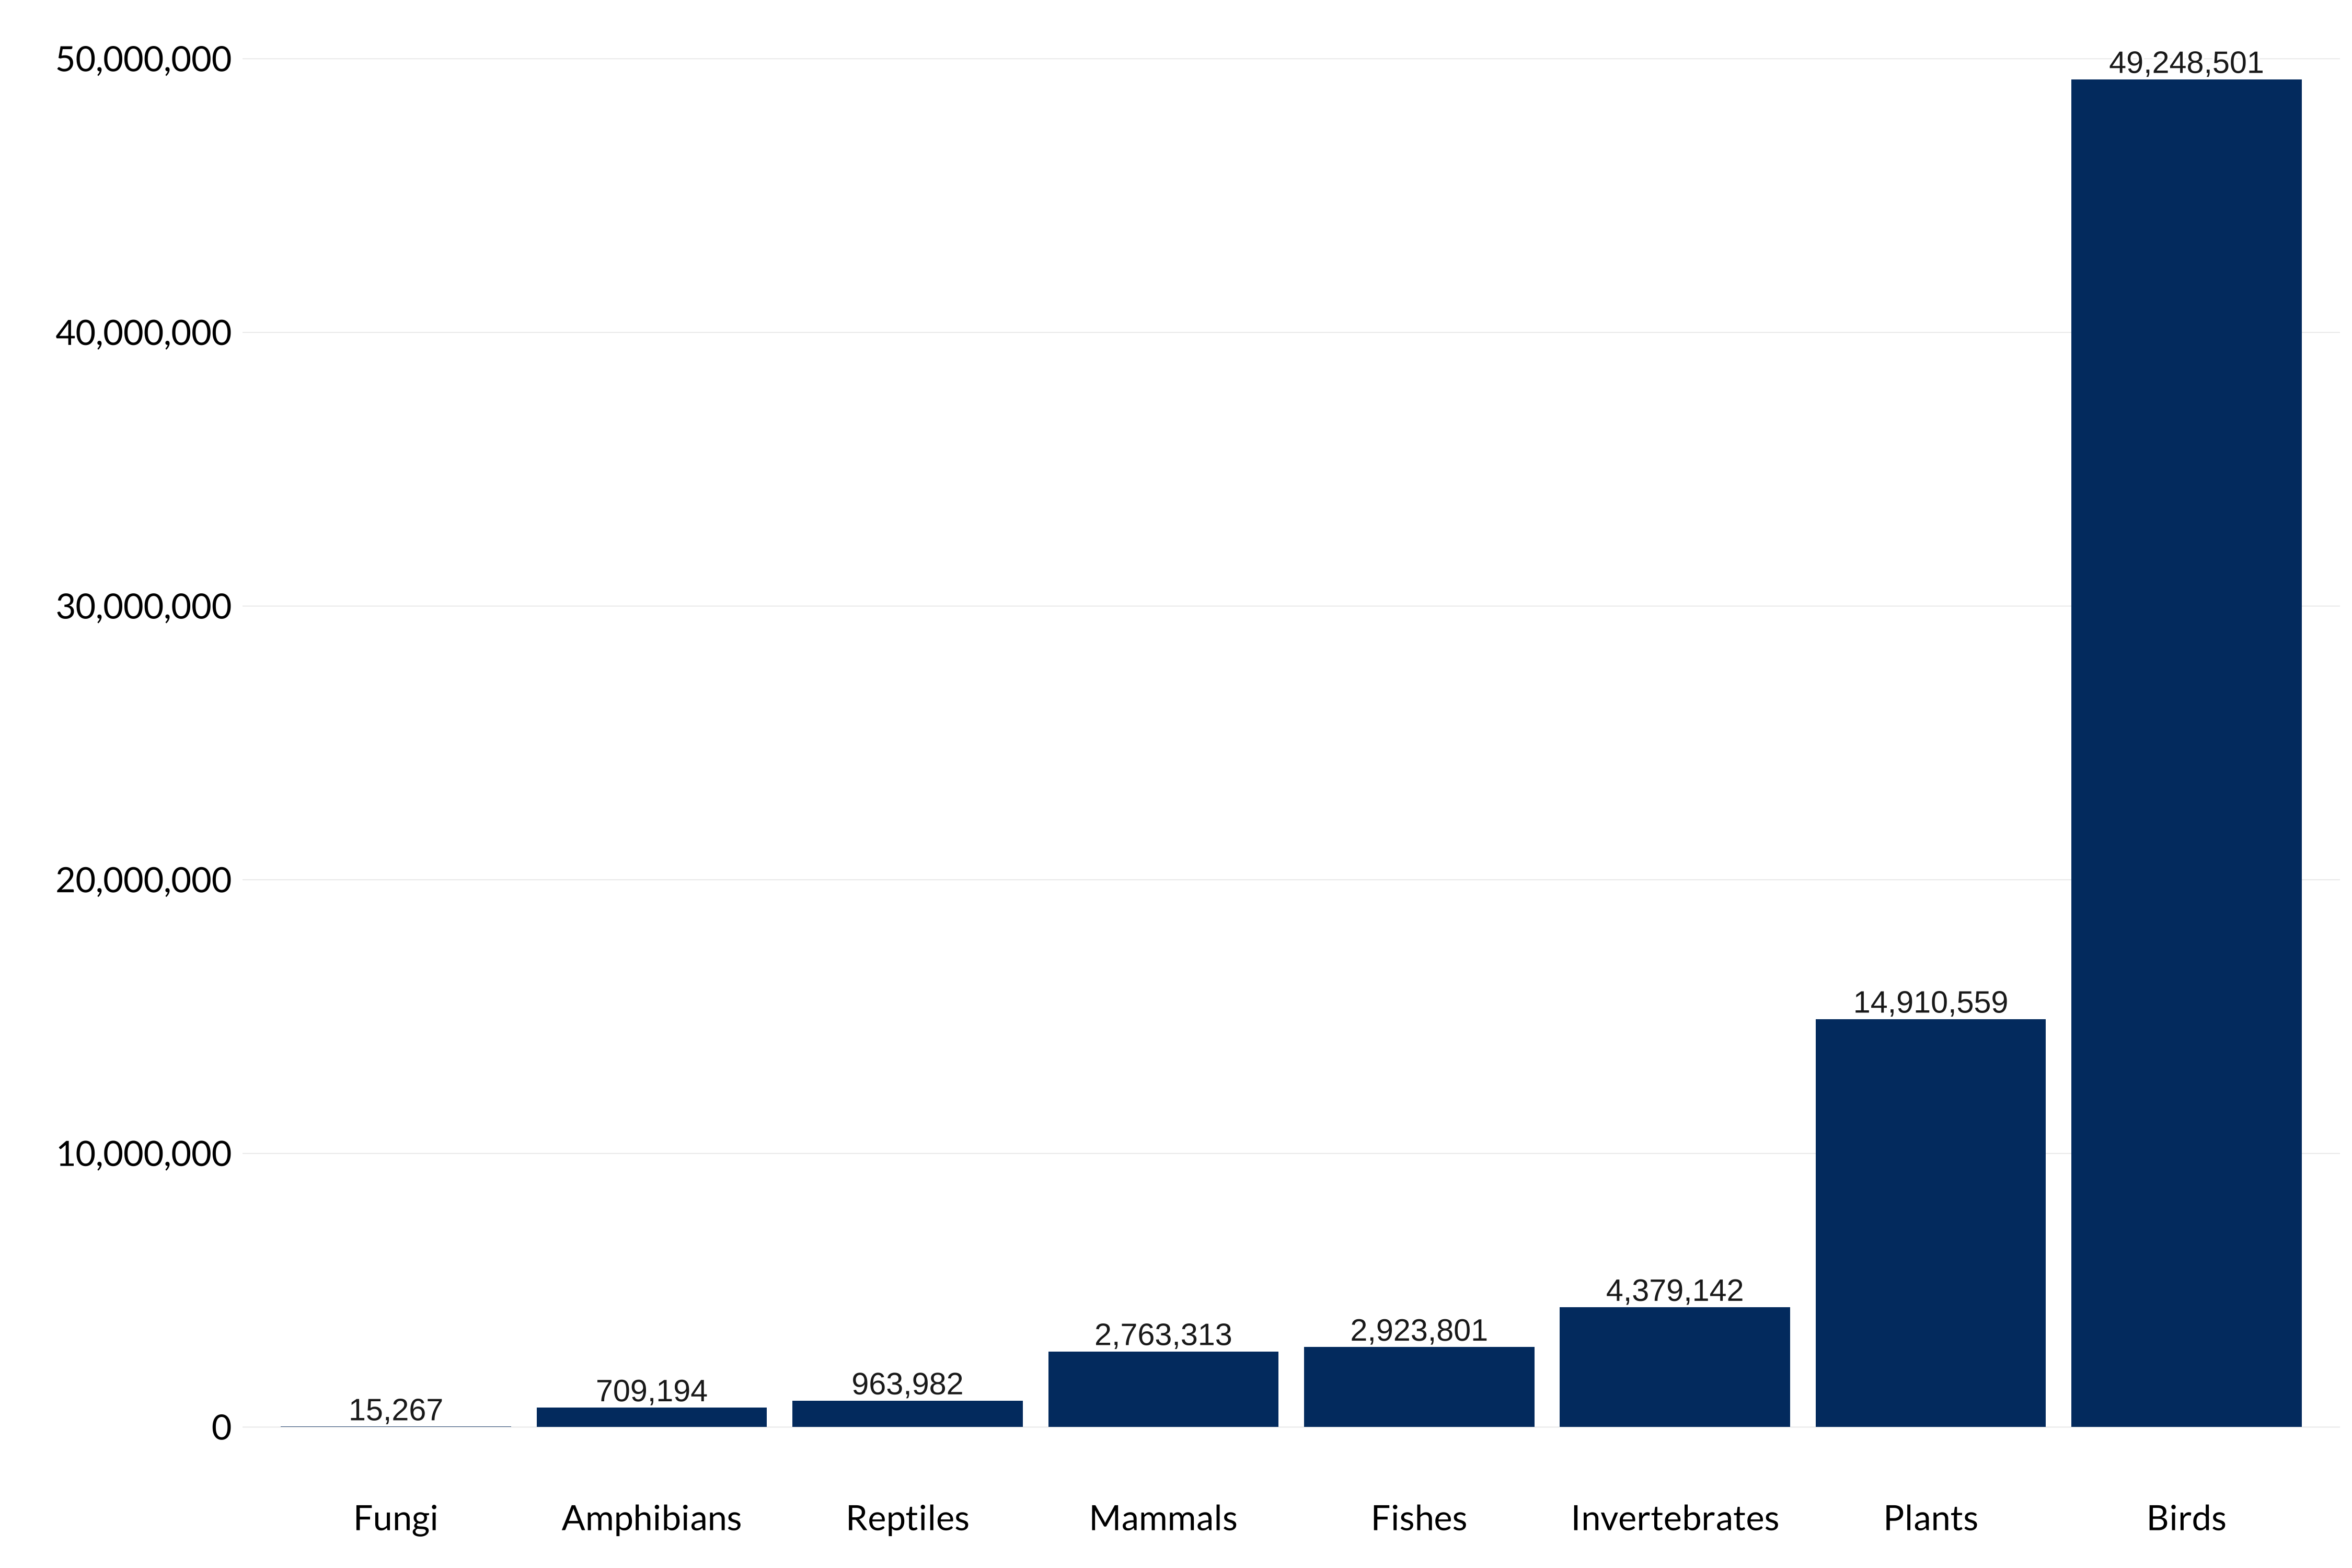 50,000,000
40,000,000
30,000,000
20,000,000
10,000,000
0
15,267
709,194
963,982
2,763,313
2,923,801
4,379,142
14,910,559
49,248,501
Fungi
Amphibians
Reptiles
Mammals
Fishes
Invertebrates
Plants
Birds